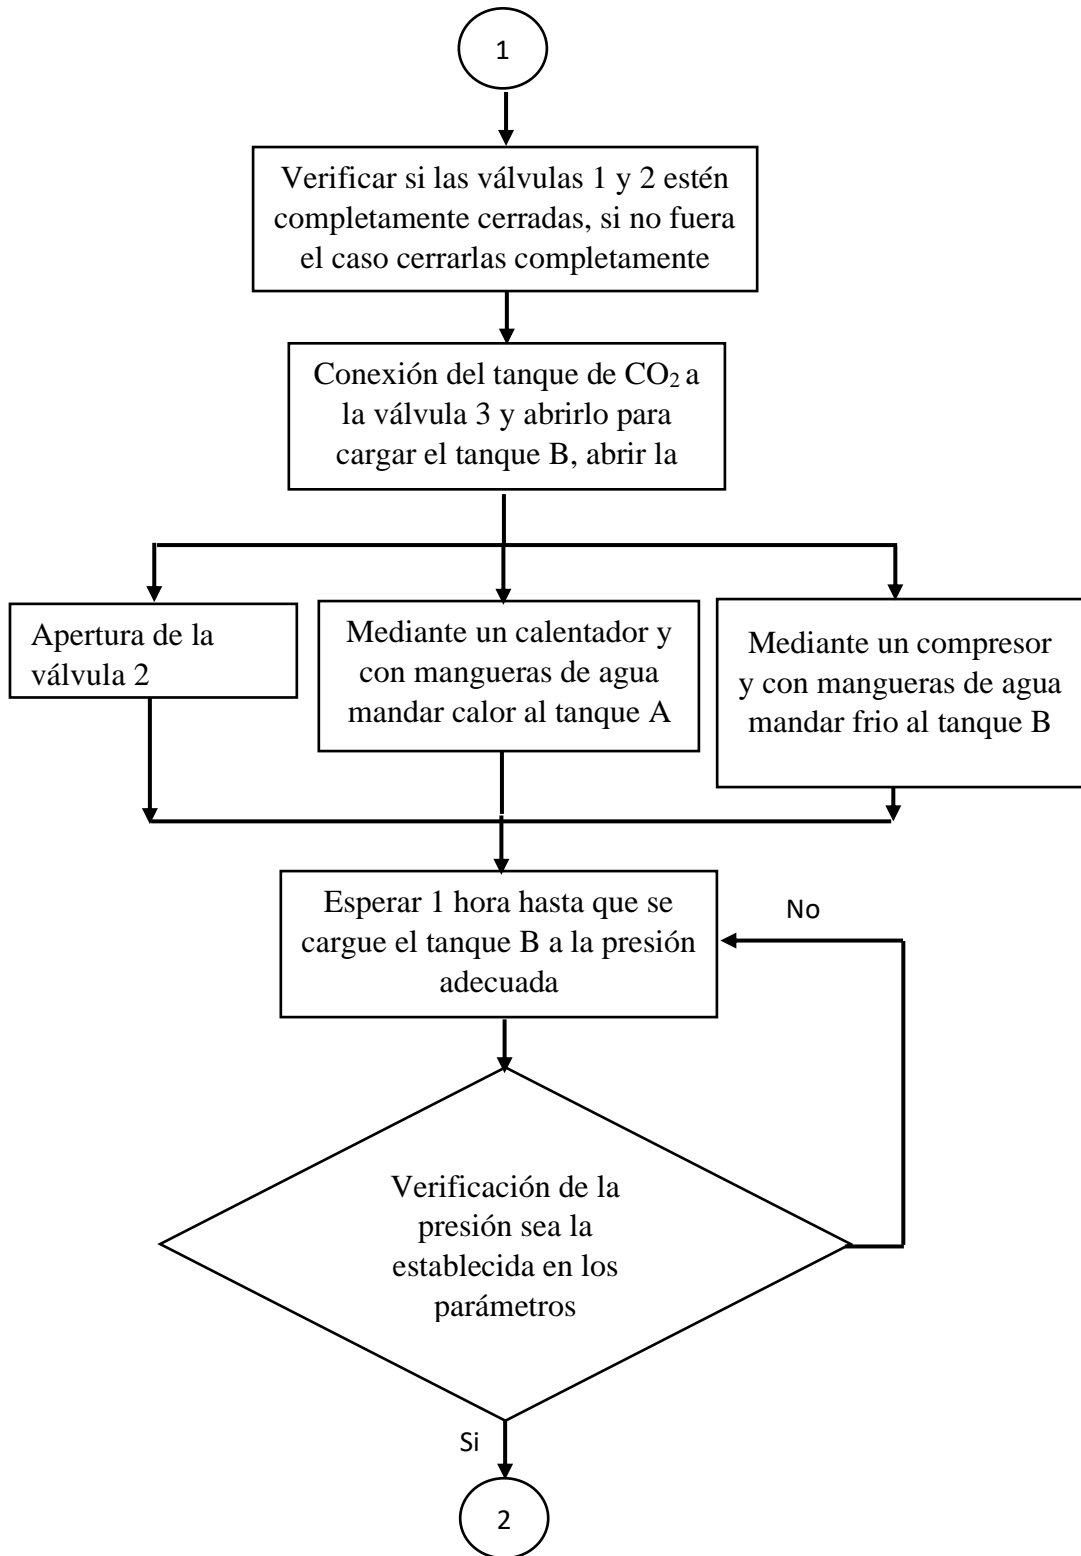 1
Verificar si las válvulas 1 y 2 estén
completamente cerradas, si no fuera
el caso cerrarlas completamente
Conexión del tanque de CO₂ a
la válvula 3 y abrirlo para
cargar el tanque B, abrir la
Apertura de la
válvula 2
Mediante un calentador y
con mangueras de agua
mandar calor al tanque A
Mediante un compresor
y con mangueras de agua
mandar frio al tanque B
Esperar 1 hora hasta que se
cargue el tanque B a la presión
adecuada
No
Verificación de la
presión sea la
establecida en los
parámetros
Si
2